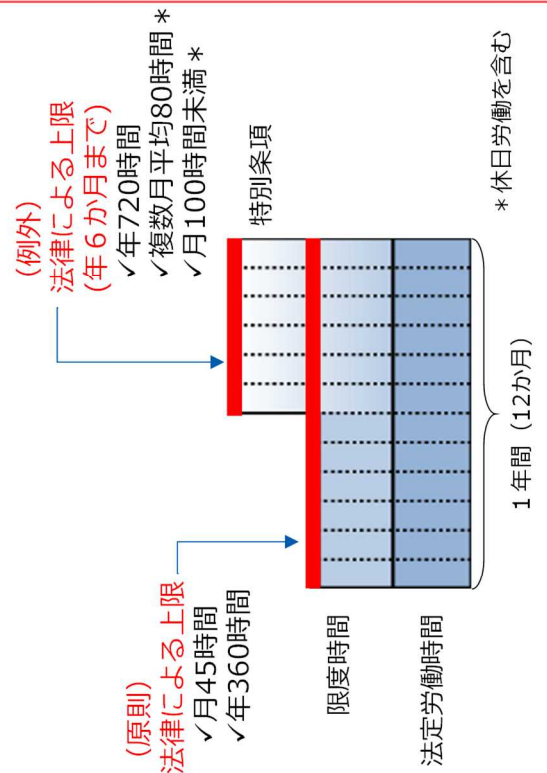 (原則)
法律による上限
✓月45時間
✓年360時間
(例外)
法律による上限
(年６か月まで)
✓年720時間
✓複数月平均80時間＊
✓月100時間未満＊
特別条項
限度時間
法定労働時間
１年間（12か月）
＊休日労働を含む